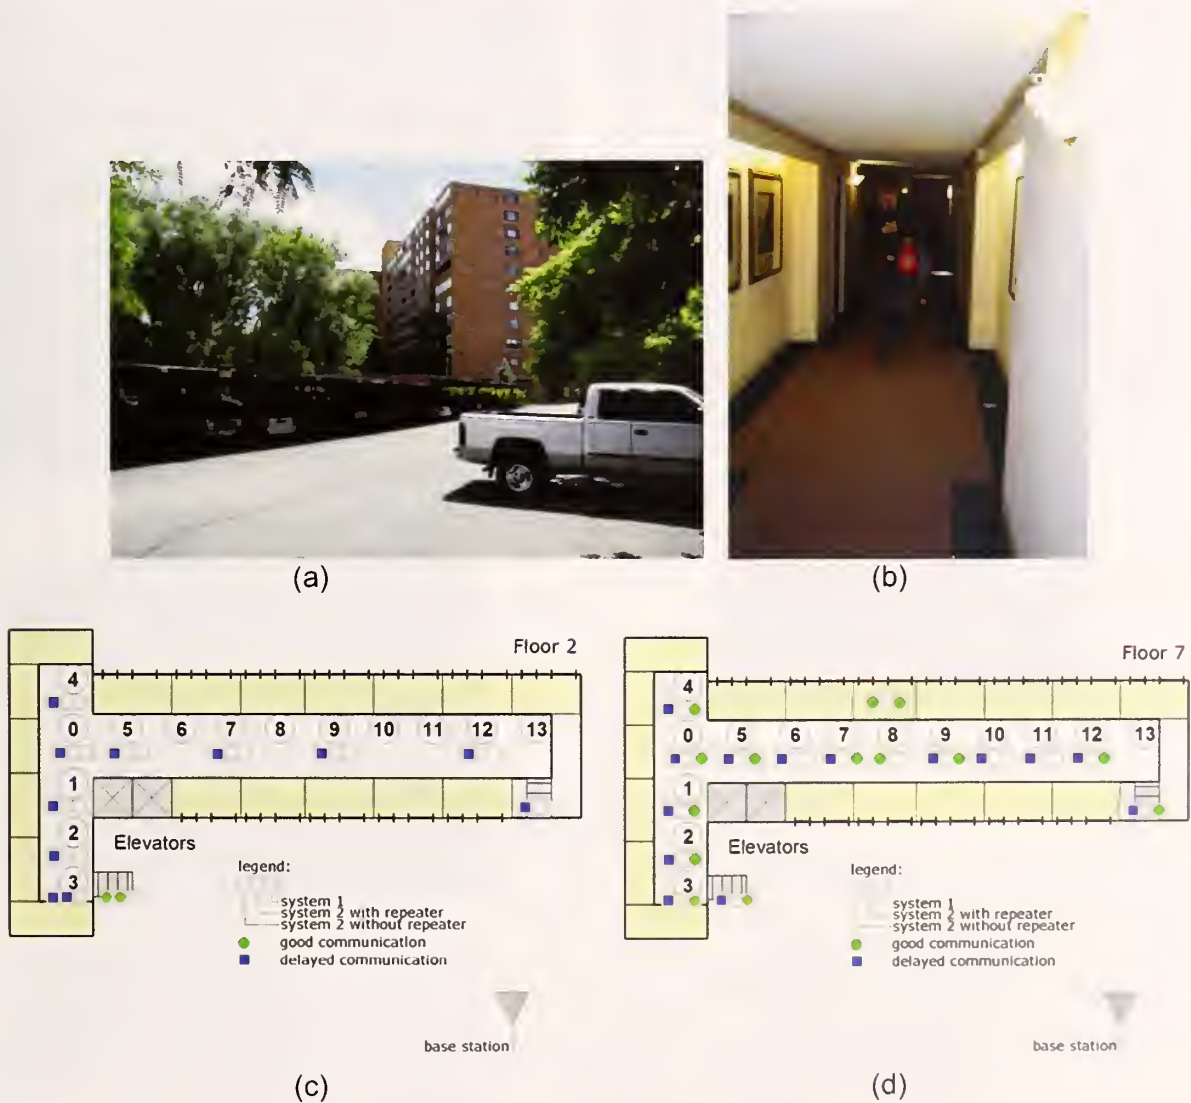 (a)
(b)
Floor 2
4
0 5 6 7 8 9 10 11 12 13
1
2
Elevators
3
legend:
system 1
system 2 with repeater
system 2 without repeater
good communication
delayed communication
base station
(c)
Floor 7
4
0 5 6 7 8 9 10 11 12 13
1
2
Elevators
3
legend:
system 1
system 2 with repeater
system 2 without repeater
good communication
delayed communication
base station
(d)